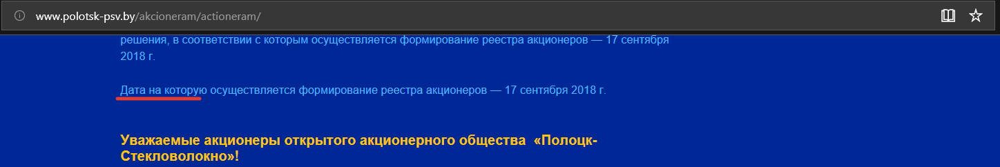 www.polotsk-psv.by/akcioneram/actioneram/
решения, в соответствии с которым осуществляется формирование реестра акционеров — 17 сентября
2018 г.
Дата на которую осуществляется формирование реестра акционеров — 17 сентября 2018 г.
Уважаемые акционеры открытого акционерного общества «Полоцк-
Стекловолокно»!